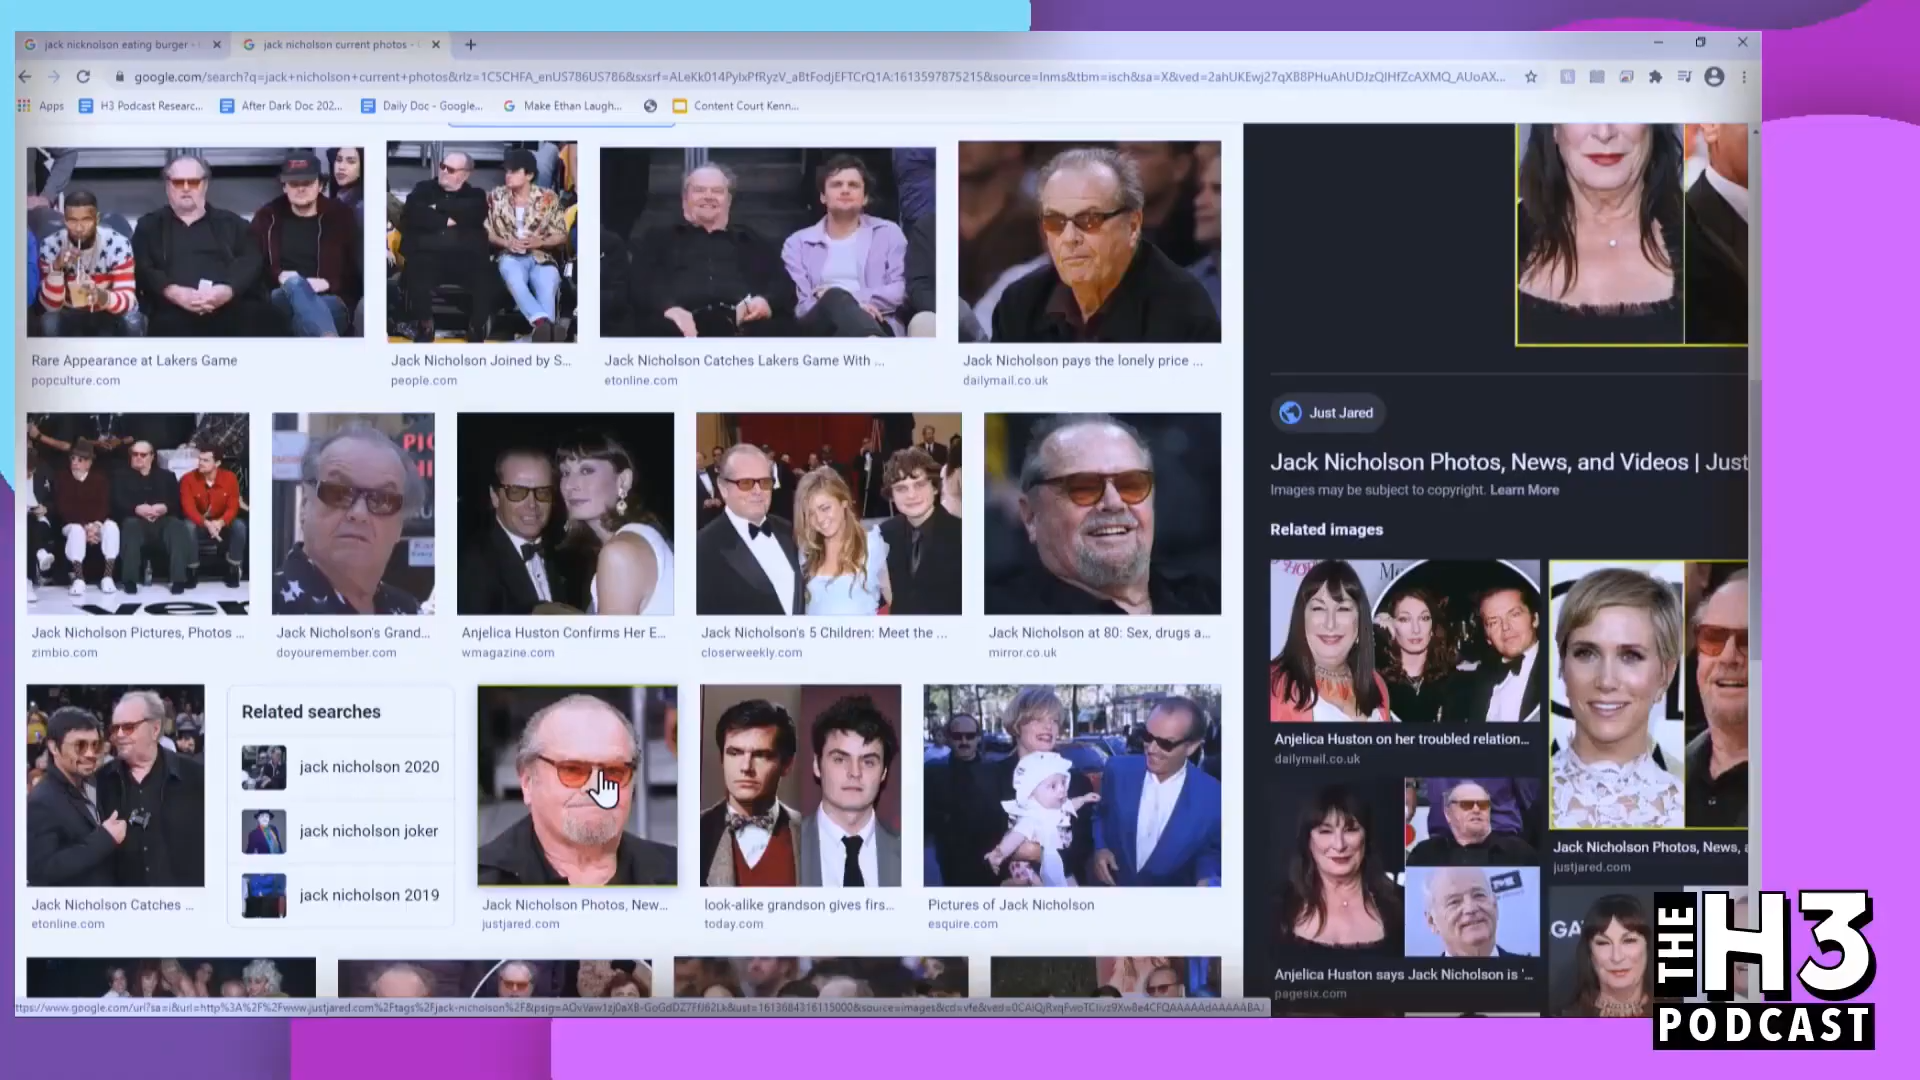 jack nicknolson eating burger -
jack nicholson current photos -
Apps
H3 Podcast Researc...
After Dark Doc 202...
Daily Doc - Google...
Make Ethan Laugh...
Content Court Kenn...
Rare Appearance at Lakers Game
popculture.com
Jack Nicholson Joined by S...
people.com
Jack Nicholson Catches Lakers Game With ...
etonline.com
Jack Nicholson pays the lonely price ...
dailymail.co.uk
Jack Nicholson Pictures, Photos ...
zimbio.com
Jack Nicholson's Grand...
doyouremember.com
Anjelica Huston Confirms Her E...
wmagazine.com
Jack Nicholson's 5 Children: Meet the ...
closerweekly.com
Jack Nicholson at 80: Sex, drugs a...
mirror.co.uk
Related searches
jack nicholson 2020
jack nicholson joker
jack nicholson 2019
Jack Nicholson Catches ...
etonline.com
Jack Nicholson Photos, New...
justjared.com
look-alike grandson gives firs...
today.com
Pictures of Jack Nicholson
esquire.com
Just Jared
Jack Nicholson Photos, News, and Videos | Just
Images may be subject to copyright. Learn More
Related images
Anjelica Huston on her troubled relation...
dailymail.co.uk
Jack Nicholson Photos, News, a
justjared.com
Anjelica Huston says Jack Nicholson is '...
pagesix.com
GA
THE H3
PODCAST